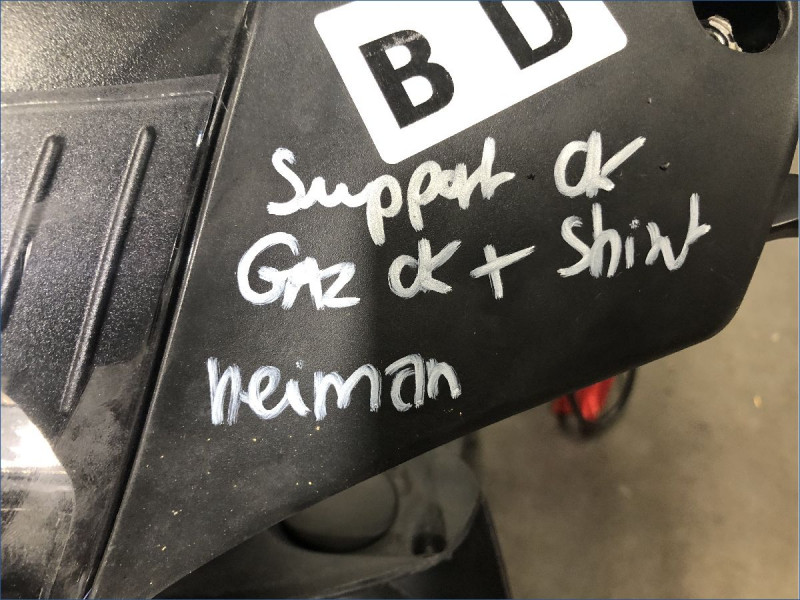 B D
Support ok
Gaz ok + Shint
neiman